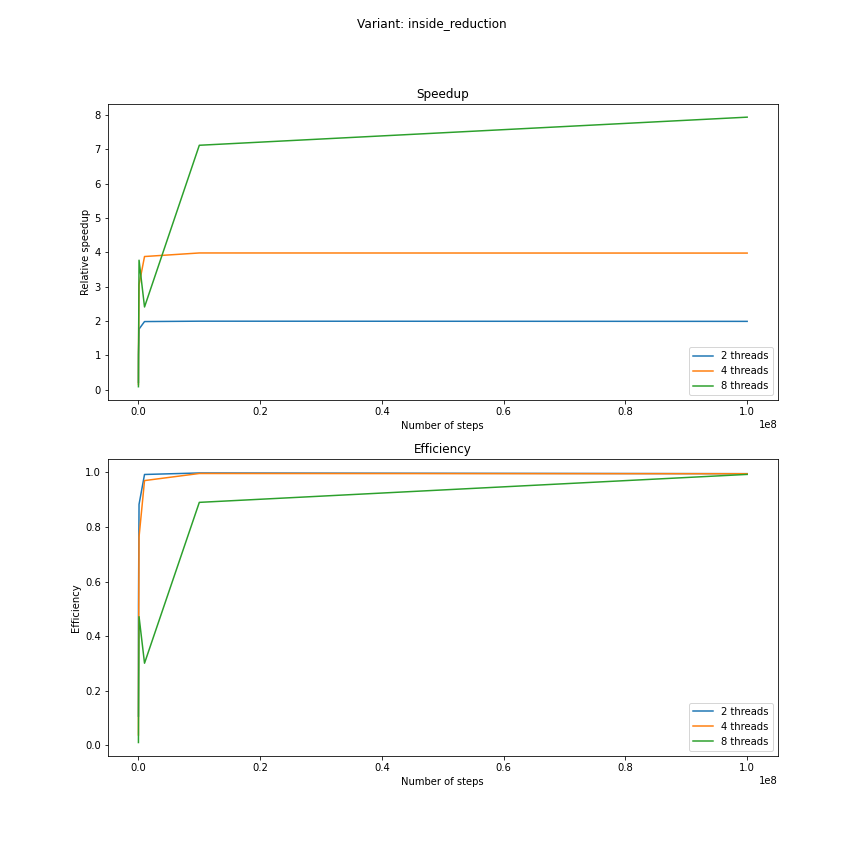 Variant: inside_reduction
Speedup
8
7
6
5
4
3
2
1
0
Relative speedup
2 threads
4 threads
8 threads
0.0 0.2 0.4 0.6 0.8 1.0
Number of steps
1e8
Efficiency
1.0
0.8
0.6
0.4
0.2
0.0
Efficiency
2 threads
4 threads
8 threads
0.0 0.2 0.4 0.6 0.8 1.0
Number of steps
1e8